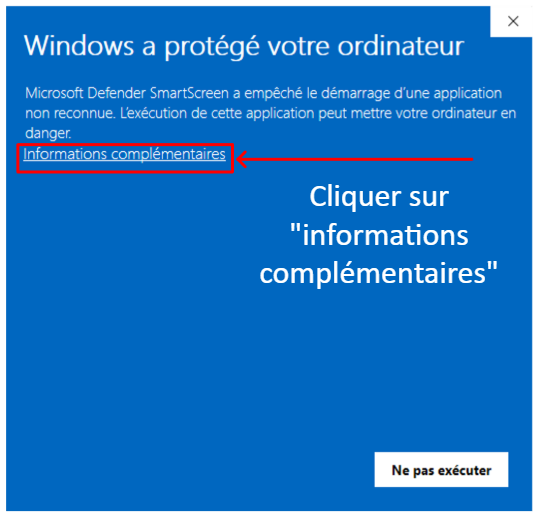 Windows a protégé votre ordinateur
Microsoft Defender SmartScreen a empêché le démarrage d'une application
non reconnue. L'exécution de cette application peut mettre votre ordinateur en
danger.
Informations complémentaires
Cliquer sur
"informations
complémentaires"
Ne pas exécuter